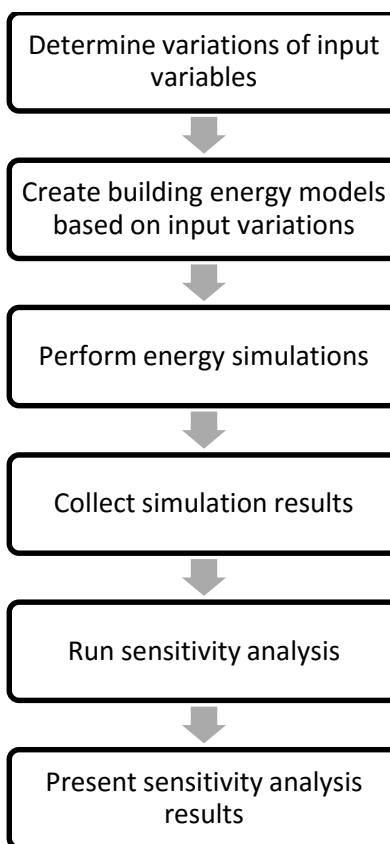 Determine variations of input
variables
Create building energy models
based on input variations
Perform energy simulations
Collect simulation results
Run sensitivity analysis
Present sensitivity analysis
results